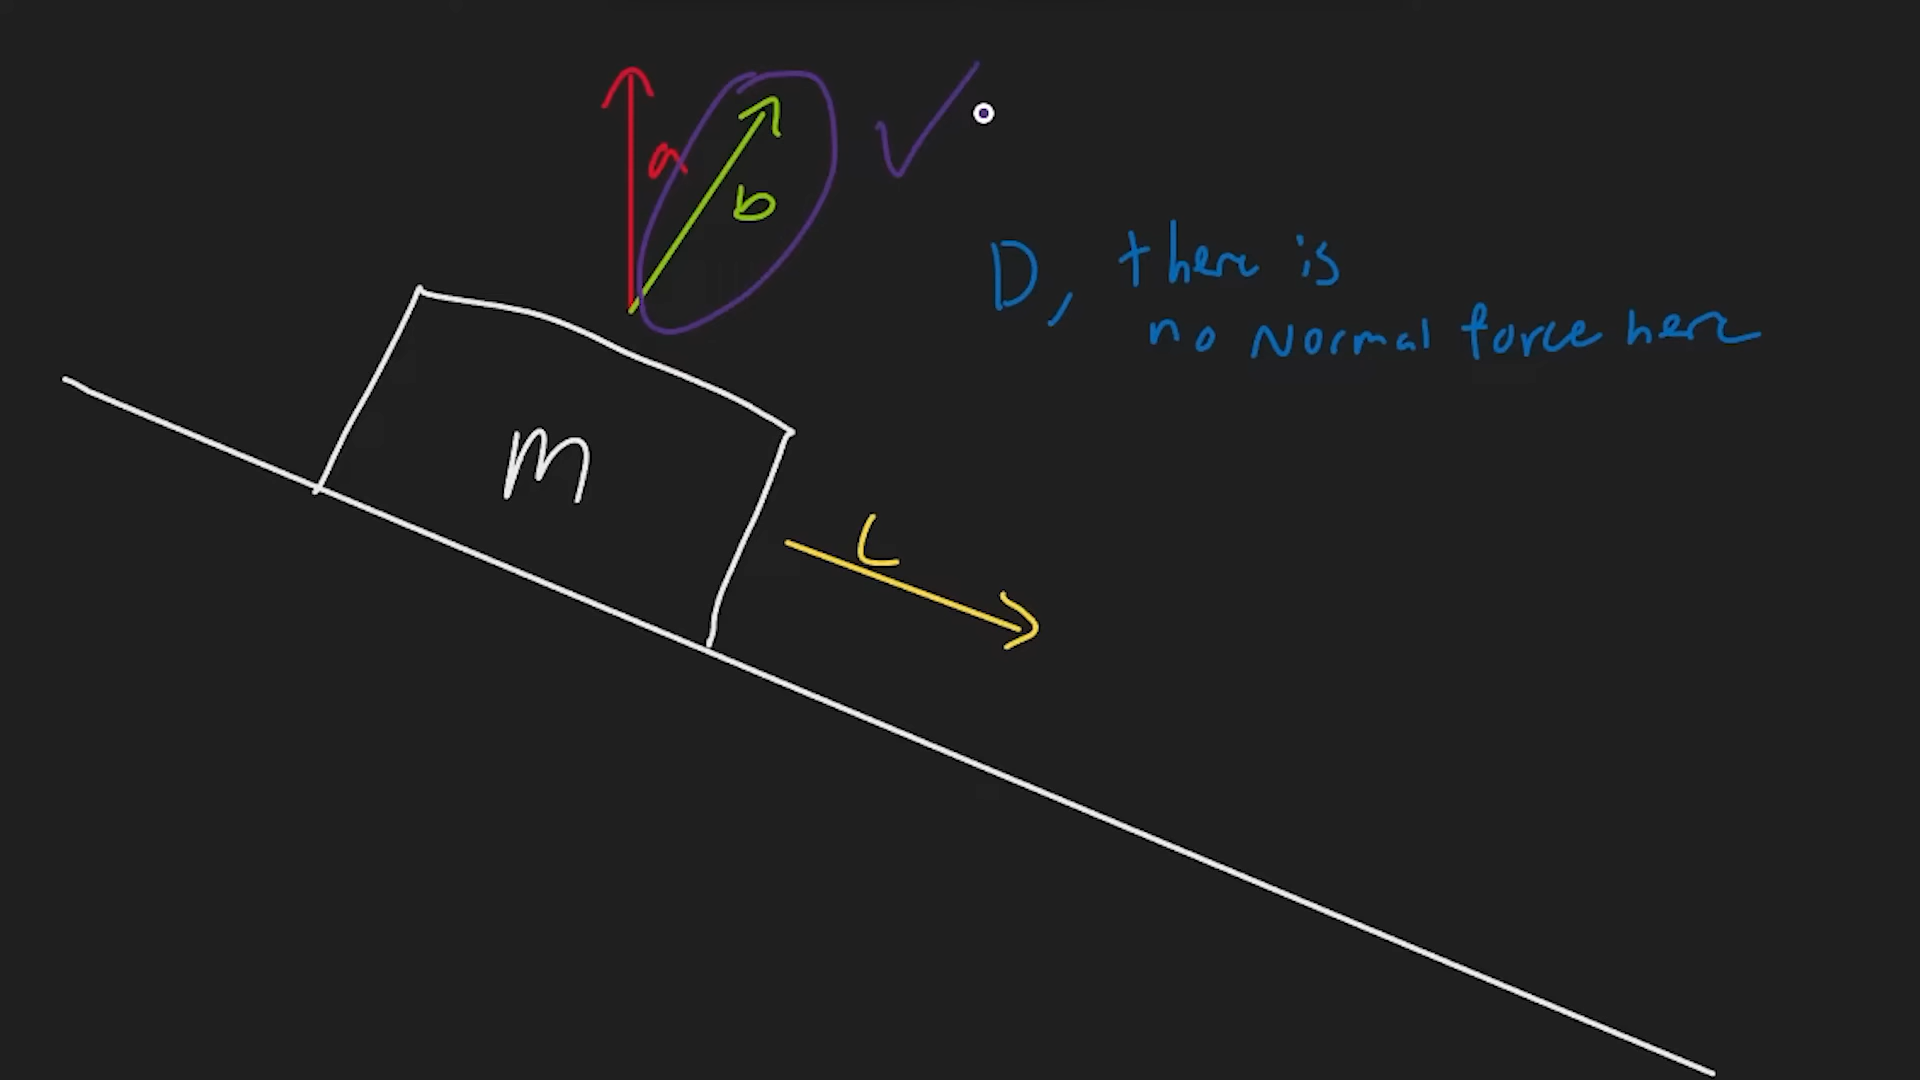 a
b
D, there is
no Normal force here
m
C